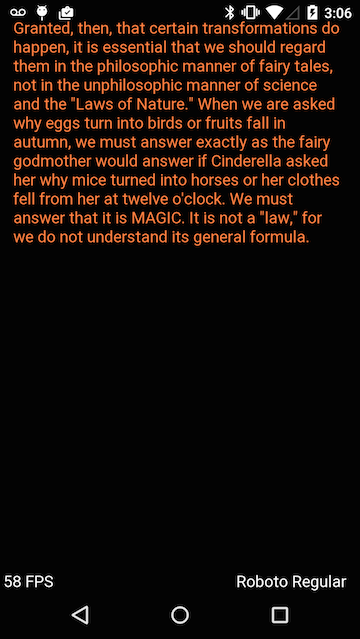 3:06
Granted, then, that certain transformations do
happen, it is essential that we should regard
them in the philosophic manner of fairy tales,
not in the unphilosophic manner of science
and the "Laws of Nature." When we are asked
why eggs turn into birds or fruits fall in
autumn, we must answer exactly as the fairy
godmother would answer if Cinderella asked
her why mice turned into horses or her clothes
fell from her at twelve o'clock. We must
answer that it is MAGIC. It is not a "law," for
we do not understand its general formula.
58 FPS
Roboto Regular